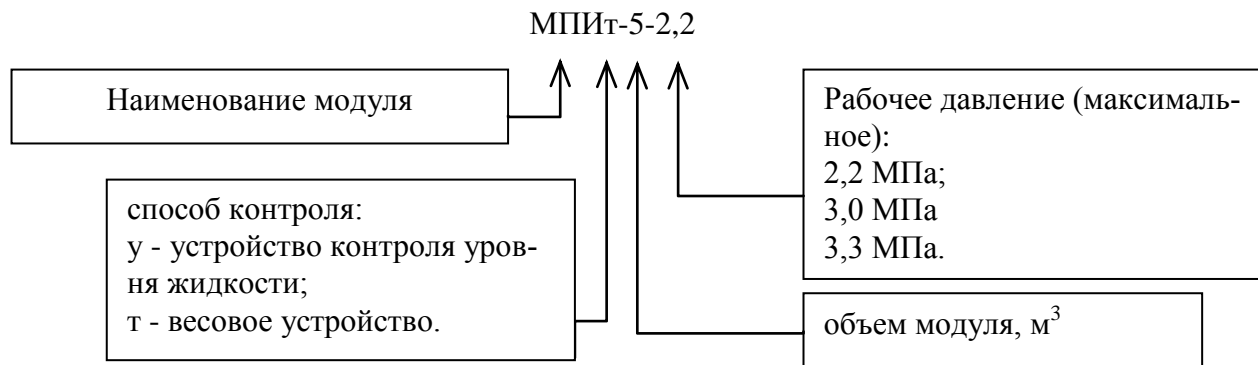 МПИт-5-2,2
Наименование модуля
Рабочее давление (максималь-
ное):
2,2 МПа;
3,0 МПа
3,3 МПа.
способ контроля:
у - устройство контроля уров-
ня жидкости;
т - весовое устройство.
объем модуля, м³